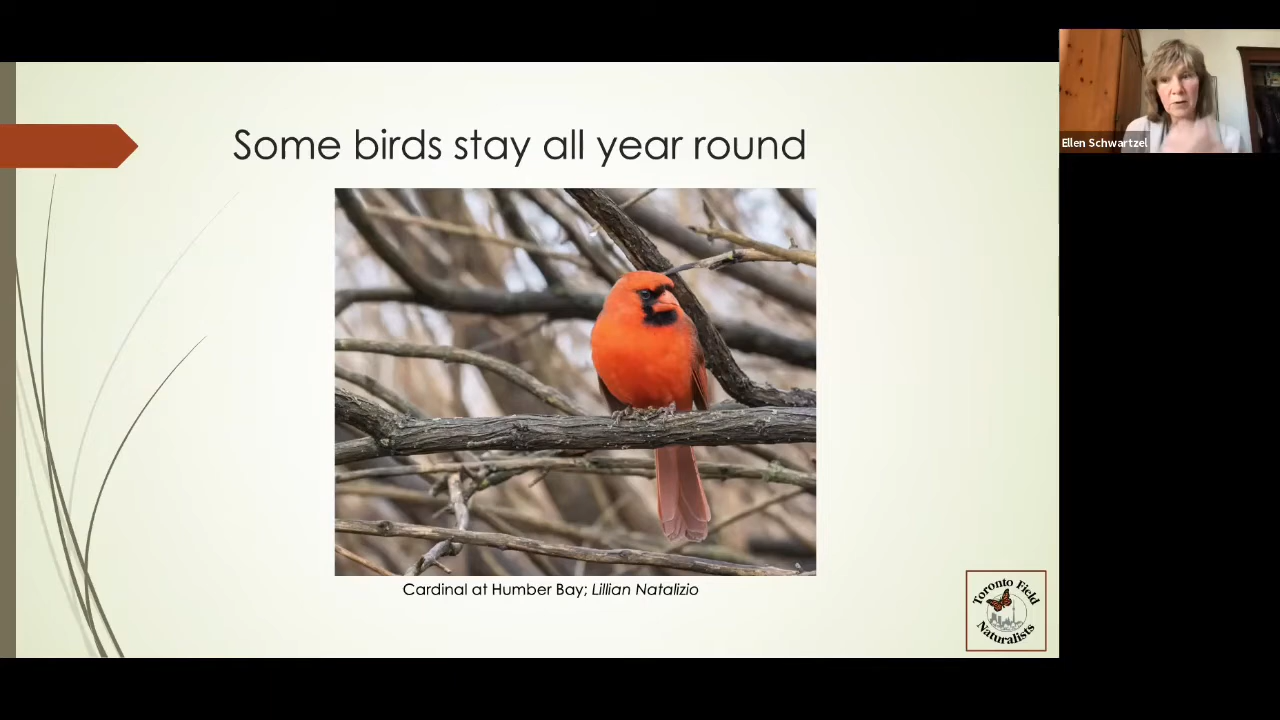 Some birds stay all year round
Ellen Schwartzel
Cardinal at Humber Bay; Lillian Natalizio
Toronto Field
Naturalists